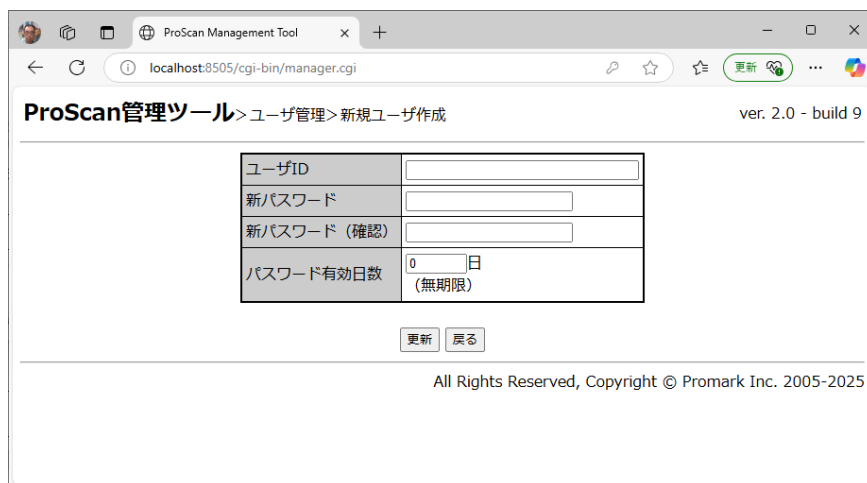 ProScan Management Tool
localhost:8505/cgi-bin/manager.cgi
更新
ProScan管理ツール>ユーザ管理>新規ユーザ作成 ver. 2.0 - build 9
ユーザID
新パスワード
新パスワード（確認）
パスワード有効日数 0日
（無期限）
更新 戻る
All Rights Reserved, Copyright © Promark Inc. 2005-2025